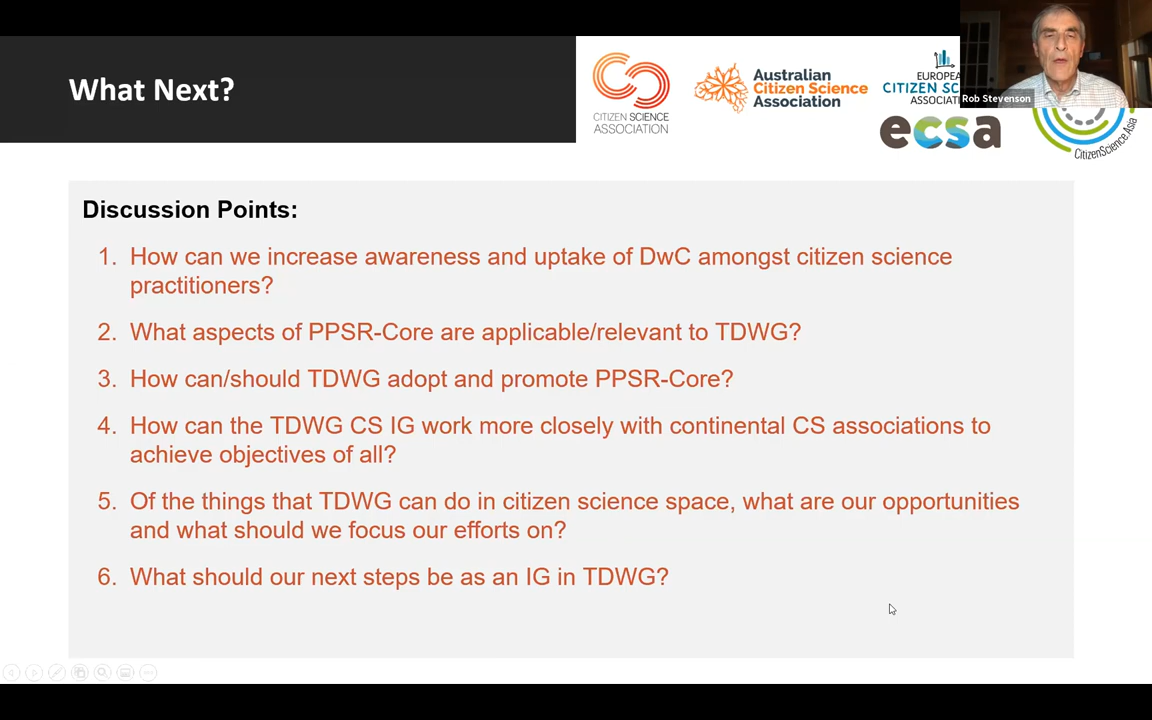 What Next?
CITIZEN SCIENCE
ASSOCIATION
Australian
Citizen Science
Association
EUROPEA
CITIZEN SC
ASSOCIAT
ecsa
CitizenScience.Asia
Rob Stevenson
Discussion Points:
1. How can we increase awareness and uptake of DwC amongst citizen science
practitioners?
2. What aspects of PPSR-Core are applicable/relevant to TDWG?
3. How can/should TDWG adopt and promote PPSR-Core?
4. How can the TDWG CS IG work more closely with continental CS associations to
achieve objectives of all?
5. Of the things that TDWG can do in citizen science space, what are our opportunities
and what should we focus our efforts on?
6. What should our next steps be as an IG in TDWG?